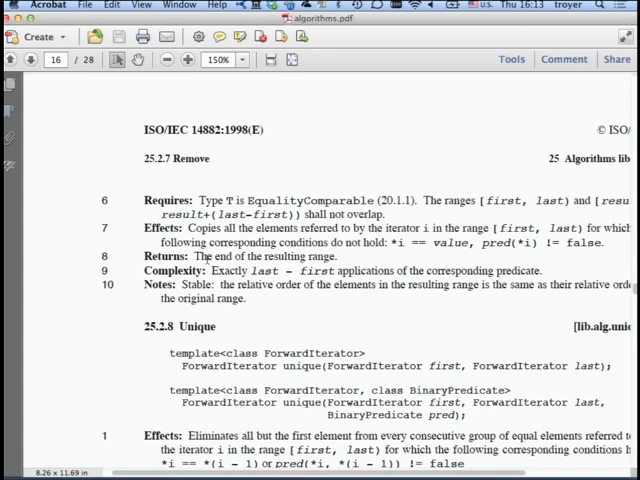 Acrobat File Edit View Window Help U.S. Thu 16:13 troyer
algorithms.pdf
Create
16 / 28 150% Tools Comment Share
ISO/IEC 14882:1998(E) © ISO/
25.2.7 Remove 25 Algorithms lib
6 Requires: Type T is EqualityComparable (20.1.1). The ranges [first, last) and [resu
result+(last-first)) shall not overlap.
7 Effects: Copies all the elements referred to by the iterator i in the range [first, last) for which
following corresponding conditions do not hold: *i == value, pred(*i) != false.
8 Returns: The end of the resulting range.
9 Complexity: Exactly last - first applications of the corresponding predicate.
10 Notes: Stable: the relative order of the elements in the resulting range is the same as their relative orde
the original range.
25.2.8 Unique [lib.alg.uniq
template<class ForwardIterator>
ForwardIterator unique(ForwardIterator first, ForwardIterator last);
template<class ForwardIterator, class BinaryPredicate>
ForwardIterator unique(ForwardIterator first, ForwardIterator last,
BinaryPredicate pred);
1 Effects: Eliminates all but the first element from every consecutive group of equal elements referred t
the iterator i in the range [first, last) for which the following corresponding conditions h
*i == *(i - 1) or pred(*i, *(i - 1)) != false
8.26 x 11.69 in